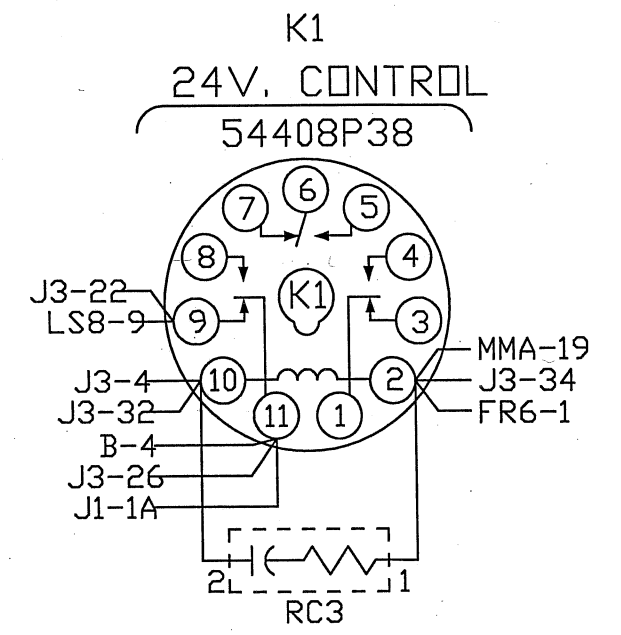 K1
24V. CONTROL
54408P38
6
7
5
8
4
K1
J3-22
LS8-9
9
3
MMA-19
J3-4
10
2
J3-34
J3-32
11
1
FR6-1
B-4
J3-26
J1-1A
2
1
RC3